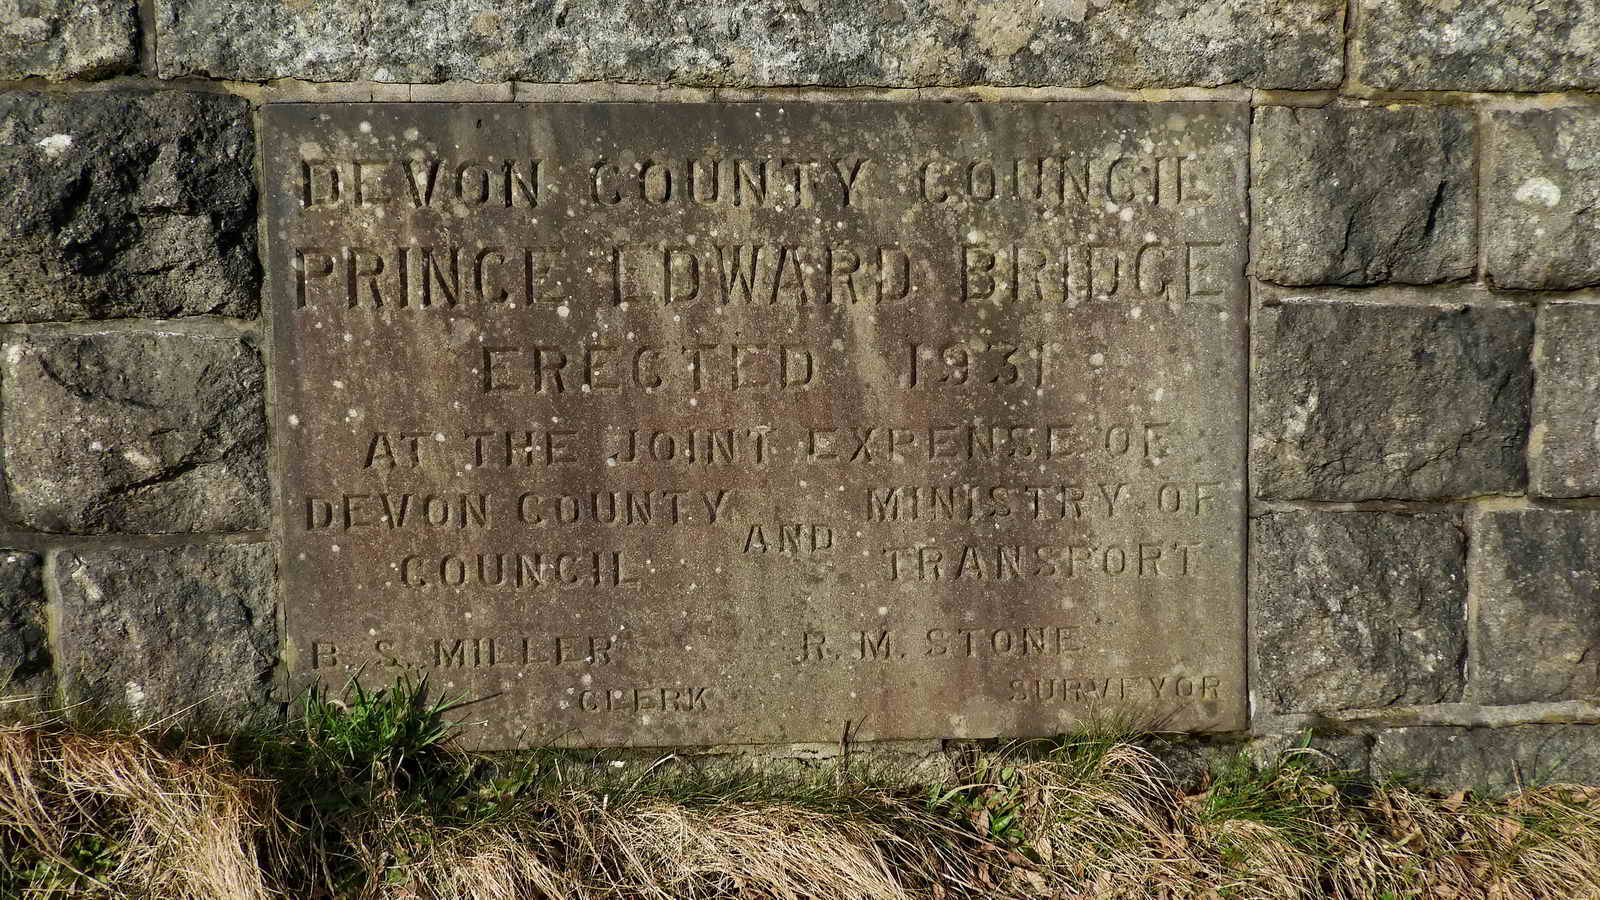 DEVON COUNTY COUNCIL
PRINCE EDWARD BRIDGE
ERECTED 1931
AT THE JOINT EXPENSE OF
DEVON COUNTY
COUNCIL
AND
MINISTRY OF
TRANSPORT
B. S. MILLER
CLERK
R. M. STONE
SURVEYOR